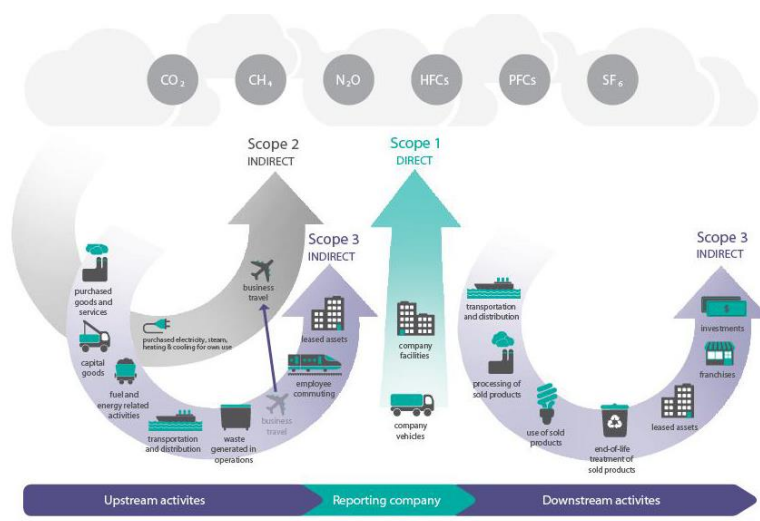 CO2
CH4
N2O
HFCs
PFCs
SF6
Scope 2
INDIRECT
Scope 1
DIRECT
Scope 3
INDIRECT
Scope 3
INDIRECT
purchased
goods and
services
capital
goods
fuel and
energy related
activities
transportation
and distribution
waste
generated in
operations
business
travel
business
travel
purchased electricity, steam,
heating & cooling for own use
employee
commuting
leased assets
company
facilities
company
vehicles
transportation
and distribution
processing of
sold products
use of sold
products
end-of-life
treatment of
sold products
leased assets
franchises
investments
$
Upstream activites
Reporting company
Downstream activites